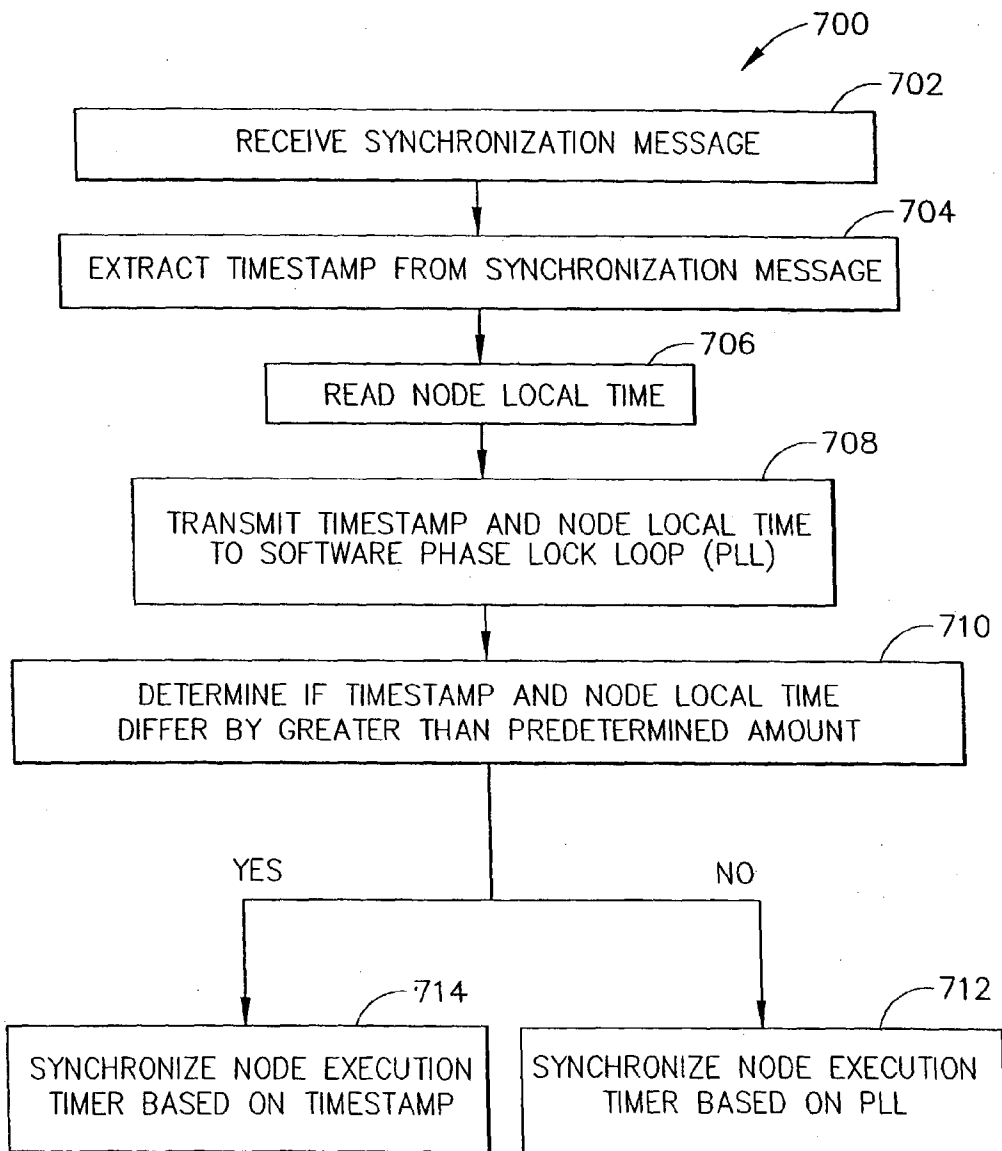 700
702
RECEIVE SYNCHRONIZATION MESSAGE
704
EXTRACT TIMESTAMP FROM SYNCHRONIZATION MESSAGE
706
READ NODE LOCAL TIME
708
TRANSMIT TIMESTAMP AND NODE LOCAL TIME
TO SOFTWARE PHASE LOCK LOOP (PLL)
710
DETERMINE IF TIMESTAMP AND NODE LOCAL TIME
DIFFER BY GREATER THAN PREDETERMINED AMOUNT
YES
NO
714
SYNCHRONIZE NODE EXECUTION
TIMER BASED ON TIMESTAMP
712
SYNCHRONIZE NODE EXECUTION
TIMER BASED ON PLL